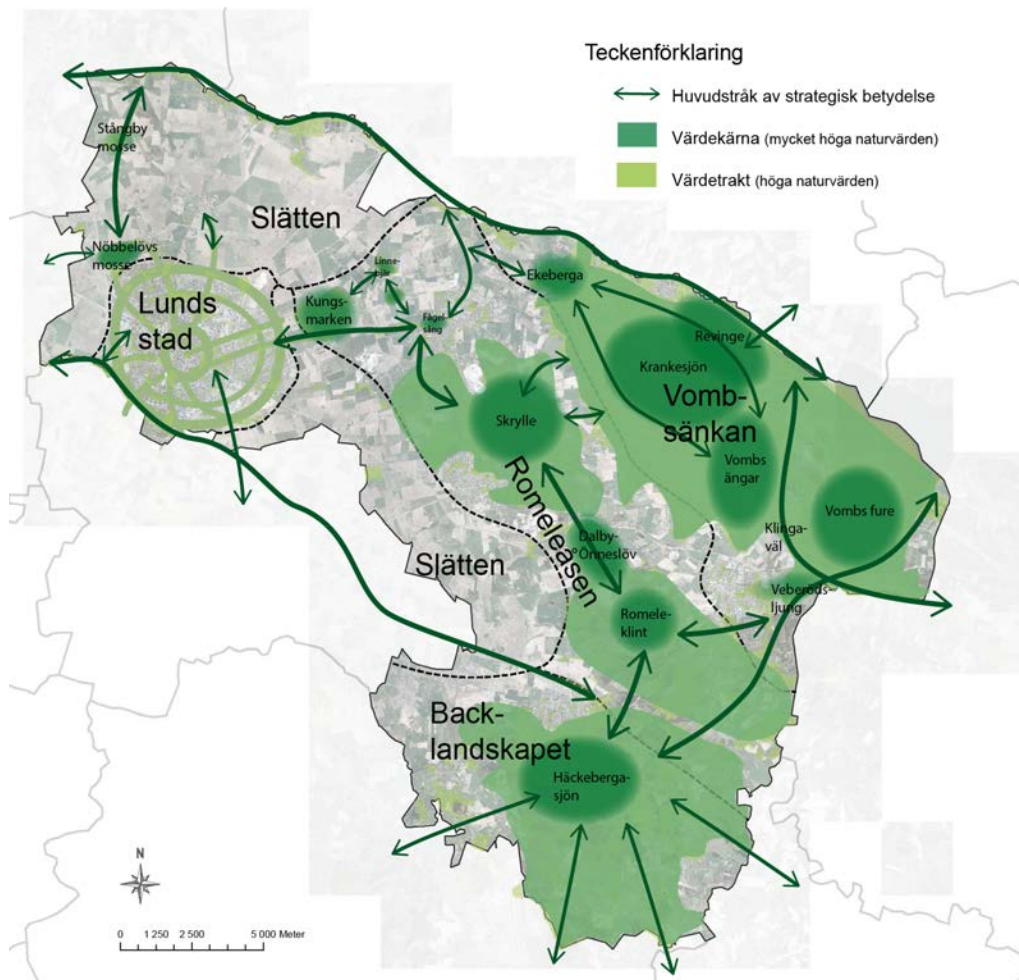 Teckenförklaring
Huvudstråk av strategisk betydelse
Värdekärna (mycket höga naturvärden)
Värdetrakt (höga naturvärden)
Stångby
mosse
Slätten
Nöbbelövs
mosse
Linne-
bjär
Ekeberga
Lunds
stad
Kungs-
marken
Fågel-
sång
Revinge
Krankesjön
Vomb-
sänkan
Skrylle
Vombs
ängar
Romeleåsen
Vombs fure
Klinga-
väl
Dalby-
Önneslöv
Slätten
Veberöds
ljung
Romele-
klint
Back-
landskapet
Häckeberga-
sjön
N
0 1 250 2 500 5 000 Meter